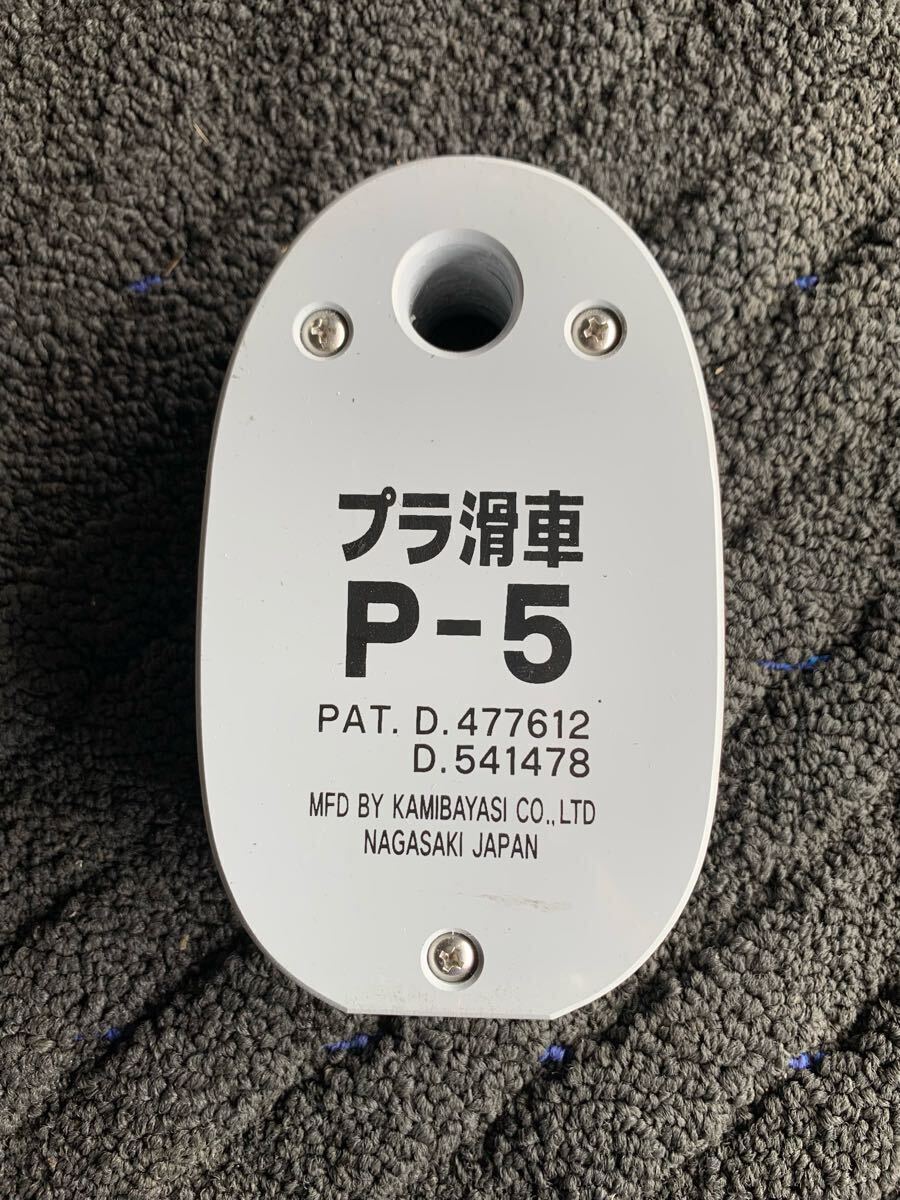 プラ滑車
P-5
PAT. D. 477612
D. 541478
MFD BY KAMIBAYASI CO., LTD
NAGASAKI JAPAN